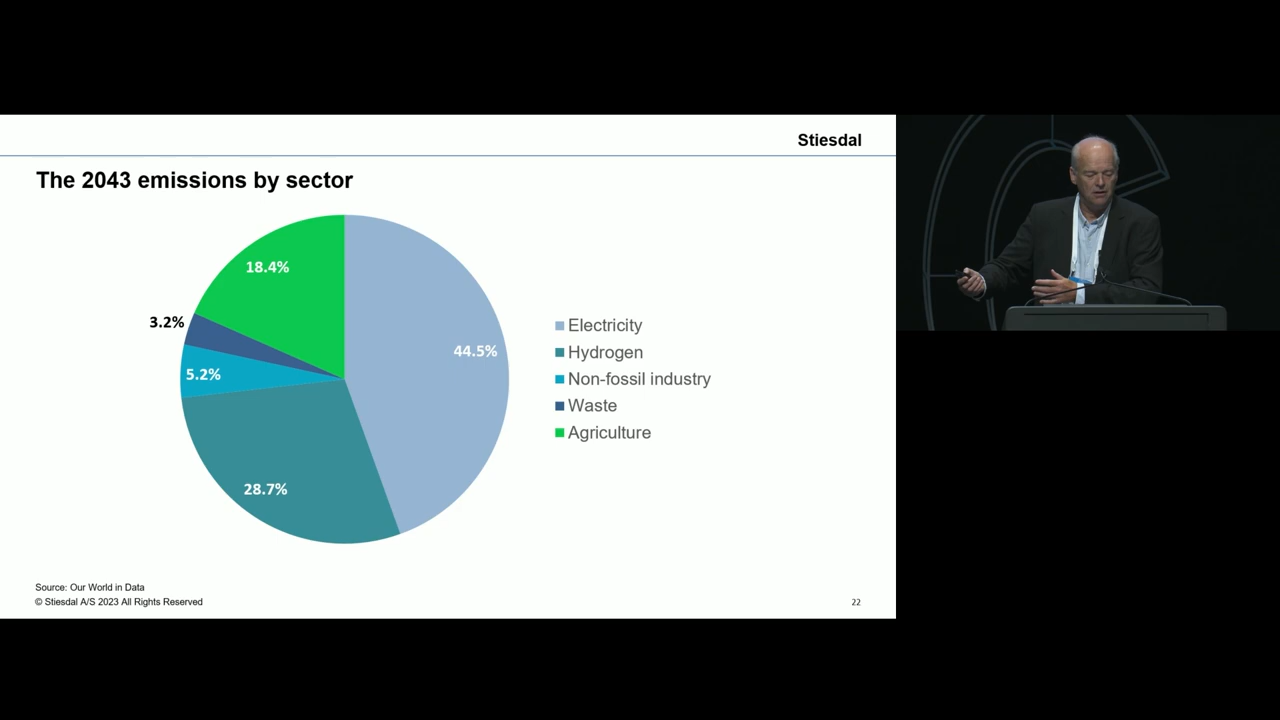 Stiesdal
The 2043 emissions by sector
18.4%
3.2%
44.5%
5.2%
28.7%
Electricity
Hydrogen
Non-fossil industry
Waste
Agriculture
Source: Our World in Data
© Stiesdal A/S 2023 All Rights Reserved
22